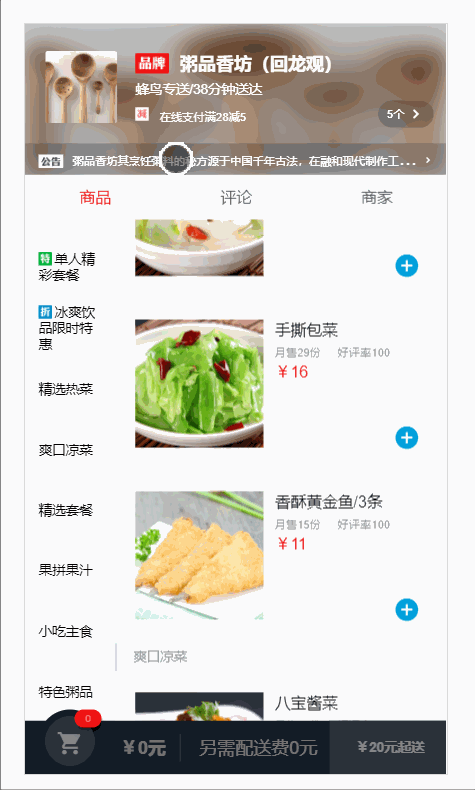 品牌 粥品香坊（回龙观）
蜂鸟专送/38分钟送达
减 在线支付满28减5
5个
公告 粥品香坊其烹饪粥料的秘方源于中国千年古法，在融和现代制作工...
商品 评论 商家
特 单人精
彩套餐
折 冰爽饮
品限时特
惠
精选热菜
爽口凉菜
精选套餐
果拼果汁
小吃主食
特色粥品
手撕包菜
月售29份 好评率100
￥16
香酥黄金鱼/3条
月售15份 好评率100
￥11
爽口凉菜
八宝酱菜
0
￥0元
另需配送费0元
￥20元起送